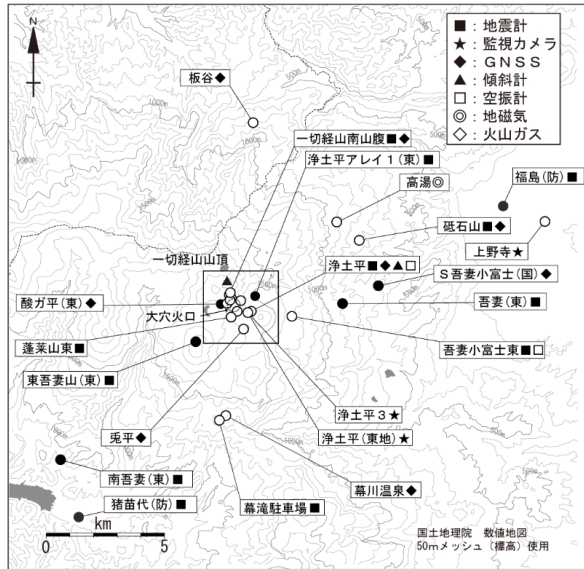 北
■：地震計
★：監視カメラ
◆：ＧＮＳＳ
▲：傾斜計
□：空振計
◎：地磁気
◇：火山ガス
板谷◆
一切経山南山腹■◆
浄土平アレイ１(東)■
高湯◎
福島(防)■
砥石山■◆
上野寺★
一切経山山頂
浄土平■◆▲□
Ｓ吾妻小富士(国)◆
酸ガ平(東)◆
大穴火口
吾妻(東)■
蓬莱山東■
吾妻小富士東■□
東吾妻山(東)■
浄土平３★
兎平◆
浄土平(東地)★
南吾妻(東)■
幕川温泉◆
猪苗代(防)■
幕滝駐車場■
km
0 5
国土地理院　数値地図
50mメッシュ(標高)使用